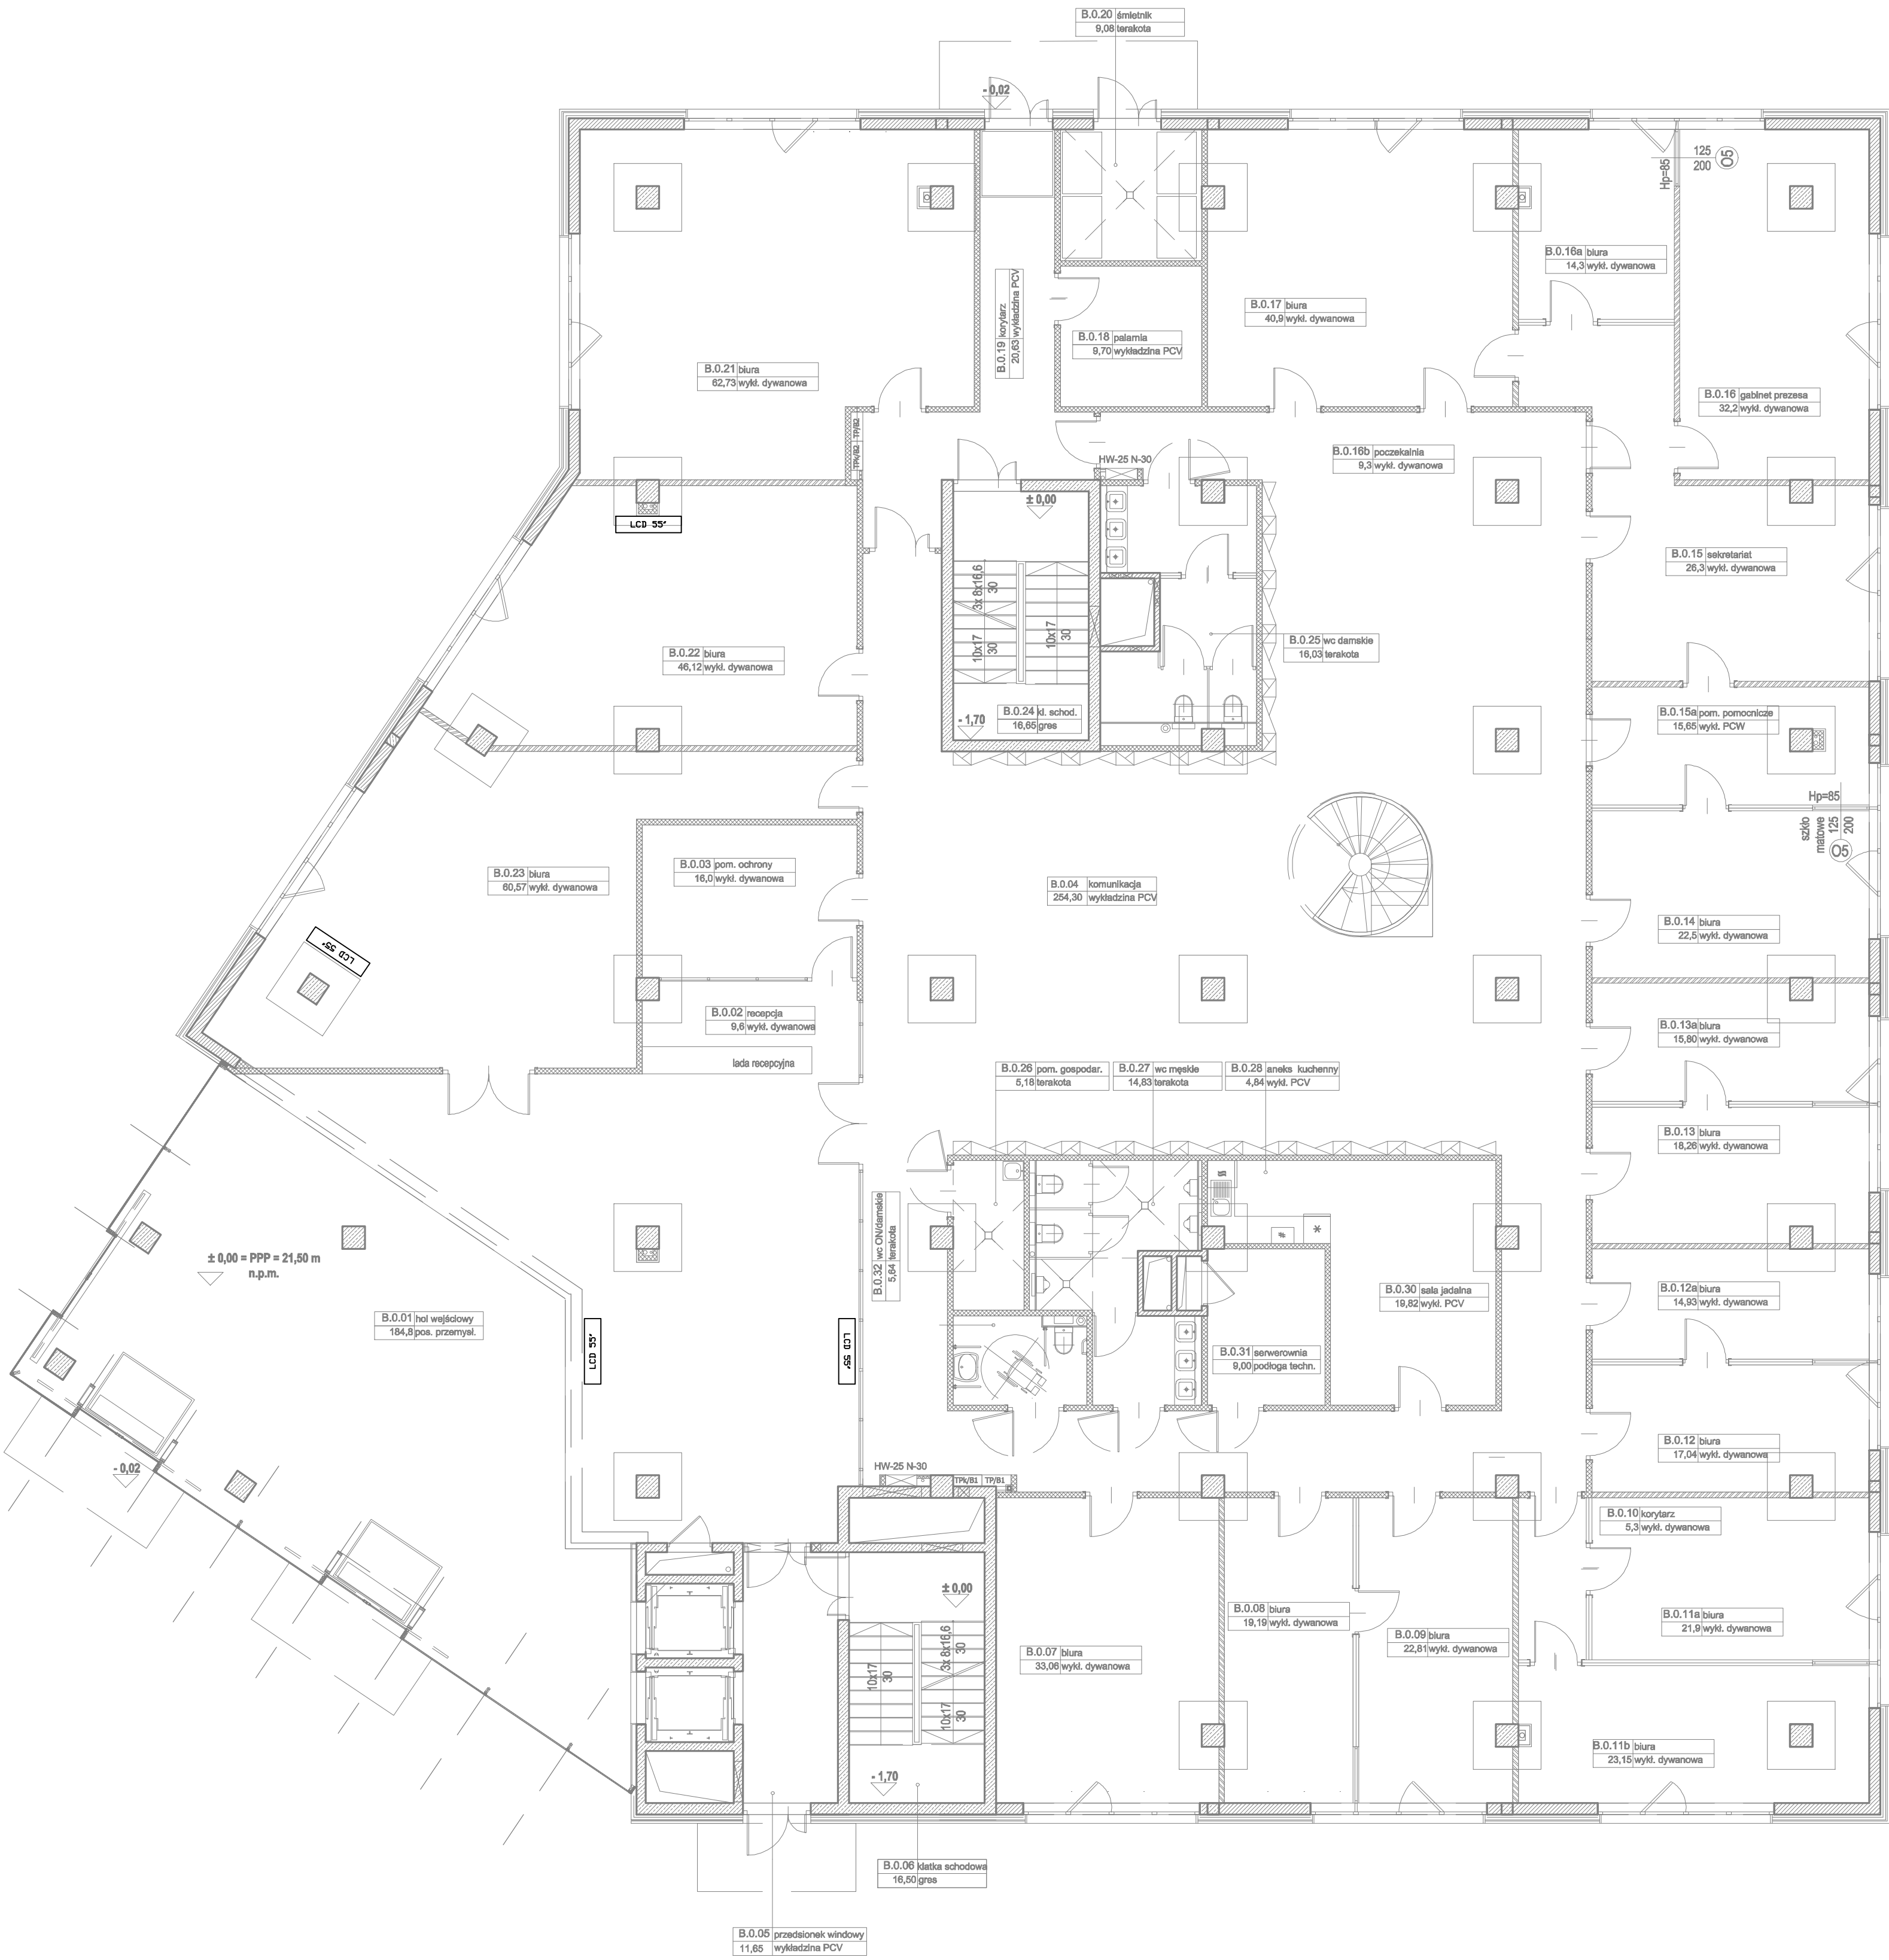 B.0.20 śmietnik
9,08 terakota
- 0,02
125
200
O5
Hp=85
B.0.16a biura
14,3 wykł. dywanowa
B.0.19 korytarz
20,63 wykładzina PCV
B.0.17 biura
40,9 wykł. dywanowa
B.0.18 palarnia
9,70 wykładzina PCV
B.0.21 biura
62,73 wykł. dywanowa
B.0.16 gabinet prezesa
32,2 wykł. dywanowa
TPk/B2 TP/B2
HW-25 N-30
B.0.16b poczekalnia
9,3 wykł. dywanowa
± 0,00
LCD 55"
B.0.15 sekretariat
26,3 wykł. dywanowa
3x 8x16,6
30
10x17
30
10x17
30
B.0.25 wc damskie
16,03 terakota
B.0.22 biura
46,12 wykł. dywanowa
B.0.24 kl. schod.
16,65 gres
- 1,70
B.0.15a pom. pomocnicze
15,65 wykł. PCW
Hp=85
szkło
matowe
125
200
O5
B.0.03 pom. ochrony
16,0 wykł. dywanowa
B.0.23 biura
60,57 wykł. dywanowa
B.0.04 komunikacja
254,30 wykładzina PCV
B.0.14 biura
22,5 wykł. dywanowa
LCD 55"
B.0.02 recepcja
9,6 wykł. dywanowa
B.0.13a biura
15,80 wykł. dywanowa
lada recepcyjna
B.0.26 pom. gospodar.
5,18 terakota
B.0.27 wc męskie
14,83 terakota
B.0.28 aneks kuchenny
4,84 wykł. PCV
B.0.13 biura
18,26 wykł. dywanowa
B.0.32 wc ON/damskie
5,64 terakota
± 0,00 = PPP = 21,50 m
n.p.m.
#
*
B.0.30 sala jadalna
19,82 wykł. PCV
B.0.12a biura
14,93 wykł. dywanowa
B.0.01 hol wejściowy
184,8 pos. przemysł.
LCD 55"
LCD 55"
B.0.31 serwerownia
9,00 podłoga techn.
B.0.12 biura
17,04 wykł. dywanowa
- 0,02
HW-25 N-30
TPk/B1 TP/B1
B.0.10 korytarz
5,3 wykł. dywanowa
± 0,00
B.0.08 biura
19,19 wykł. dywanowa
B.0.11a biura
21,9 wykł. dywanowa
B.0.09 biura
22,81 wykł. dywanowa
B.0.07 biura
33,06 wykł. dywanowa
10x17
30
3x 8x16,6
30
10x17
30
B.0.11b biura
23,15 wykł. dywanowa
- 1,70
B.0.06 klatka schodowa
16,50 gres
B.0.05 przedsionek windowy
11,65 wykładzina PCV